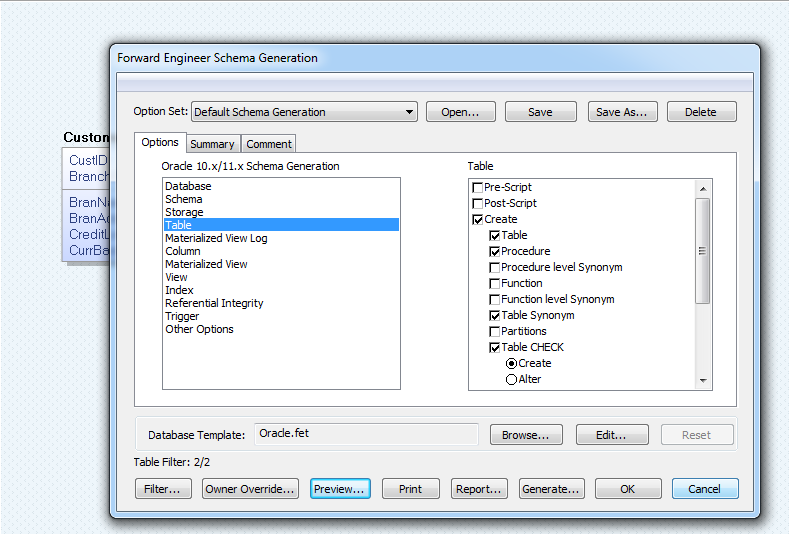 Forward Engineer Schema Generation
Option Set: Default Schema Generation Open... Save Save As... Delete
Custom
CustID
Branch
BranNa
BranAd
CreditL
CurrBa
Options Summary Comment
Oracle 10.x/11.x Schema Generation
Database
Schema
Storage
Table
Materialized View Log
Column
Materialized View
View
Index
Referential Integrity
Trigger
Other Options
Table
Pre-Script
Post-Script
Create
Table
Procedure
Procedure level Synonym
Function
Function level Synonym
Table Synonym
Partitions
Table CHECK
Create
Alter
Database Template: Oracle.fet Browse... Edit... Reset
Table Filter: 2/2
Filter... Owner Override... Preview... Print Report... Generate... OK Cancel